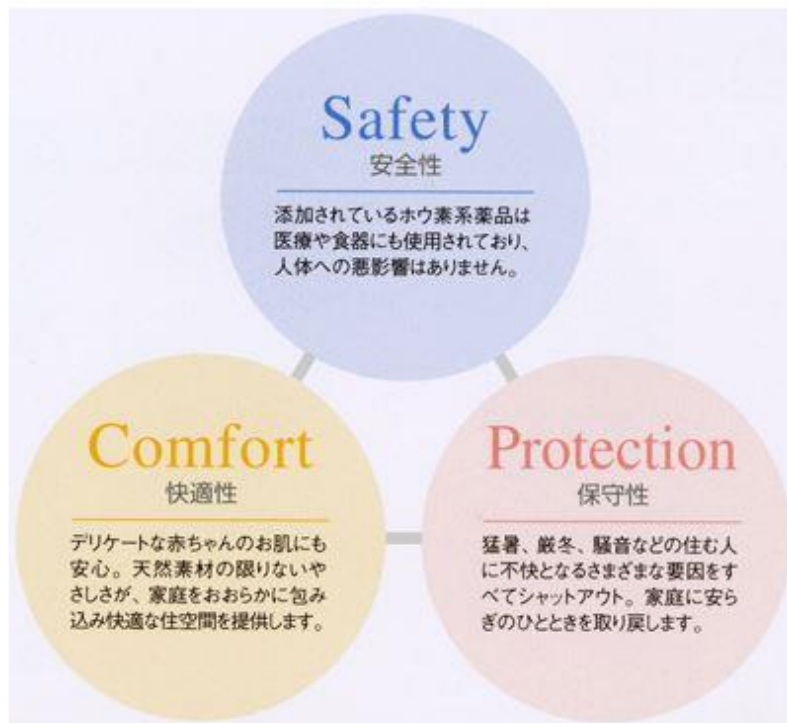 Safety
安全性
添加されているホウ素系薬品は
医療や食器にも使用されており、
人体への悪影響はありません。
Comfort
快適性
デリケートな赤ちゃんのお肌にも
安心。天然素材の限りないや
さしさが、家庭をおおらかに包み
込み快適な住空間を提供します。
Protection
保守性
猛暑、厳冬、騒音などの住む人
に不快となるさまざまな要因をす
べてシャットアウト。家庭に安ら
ぎのひとときを取り戻します。